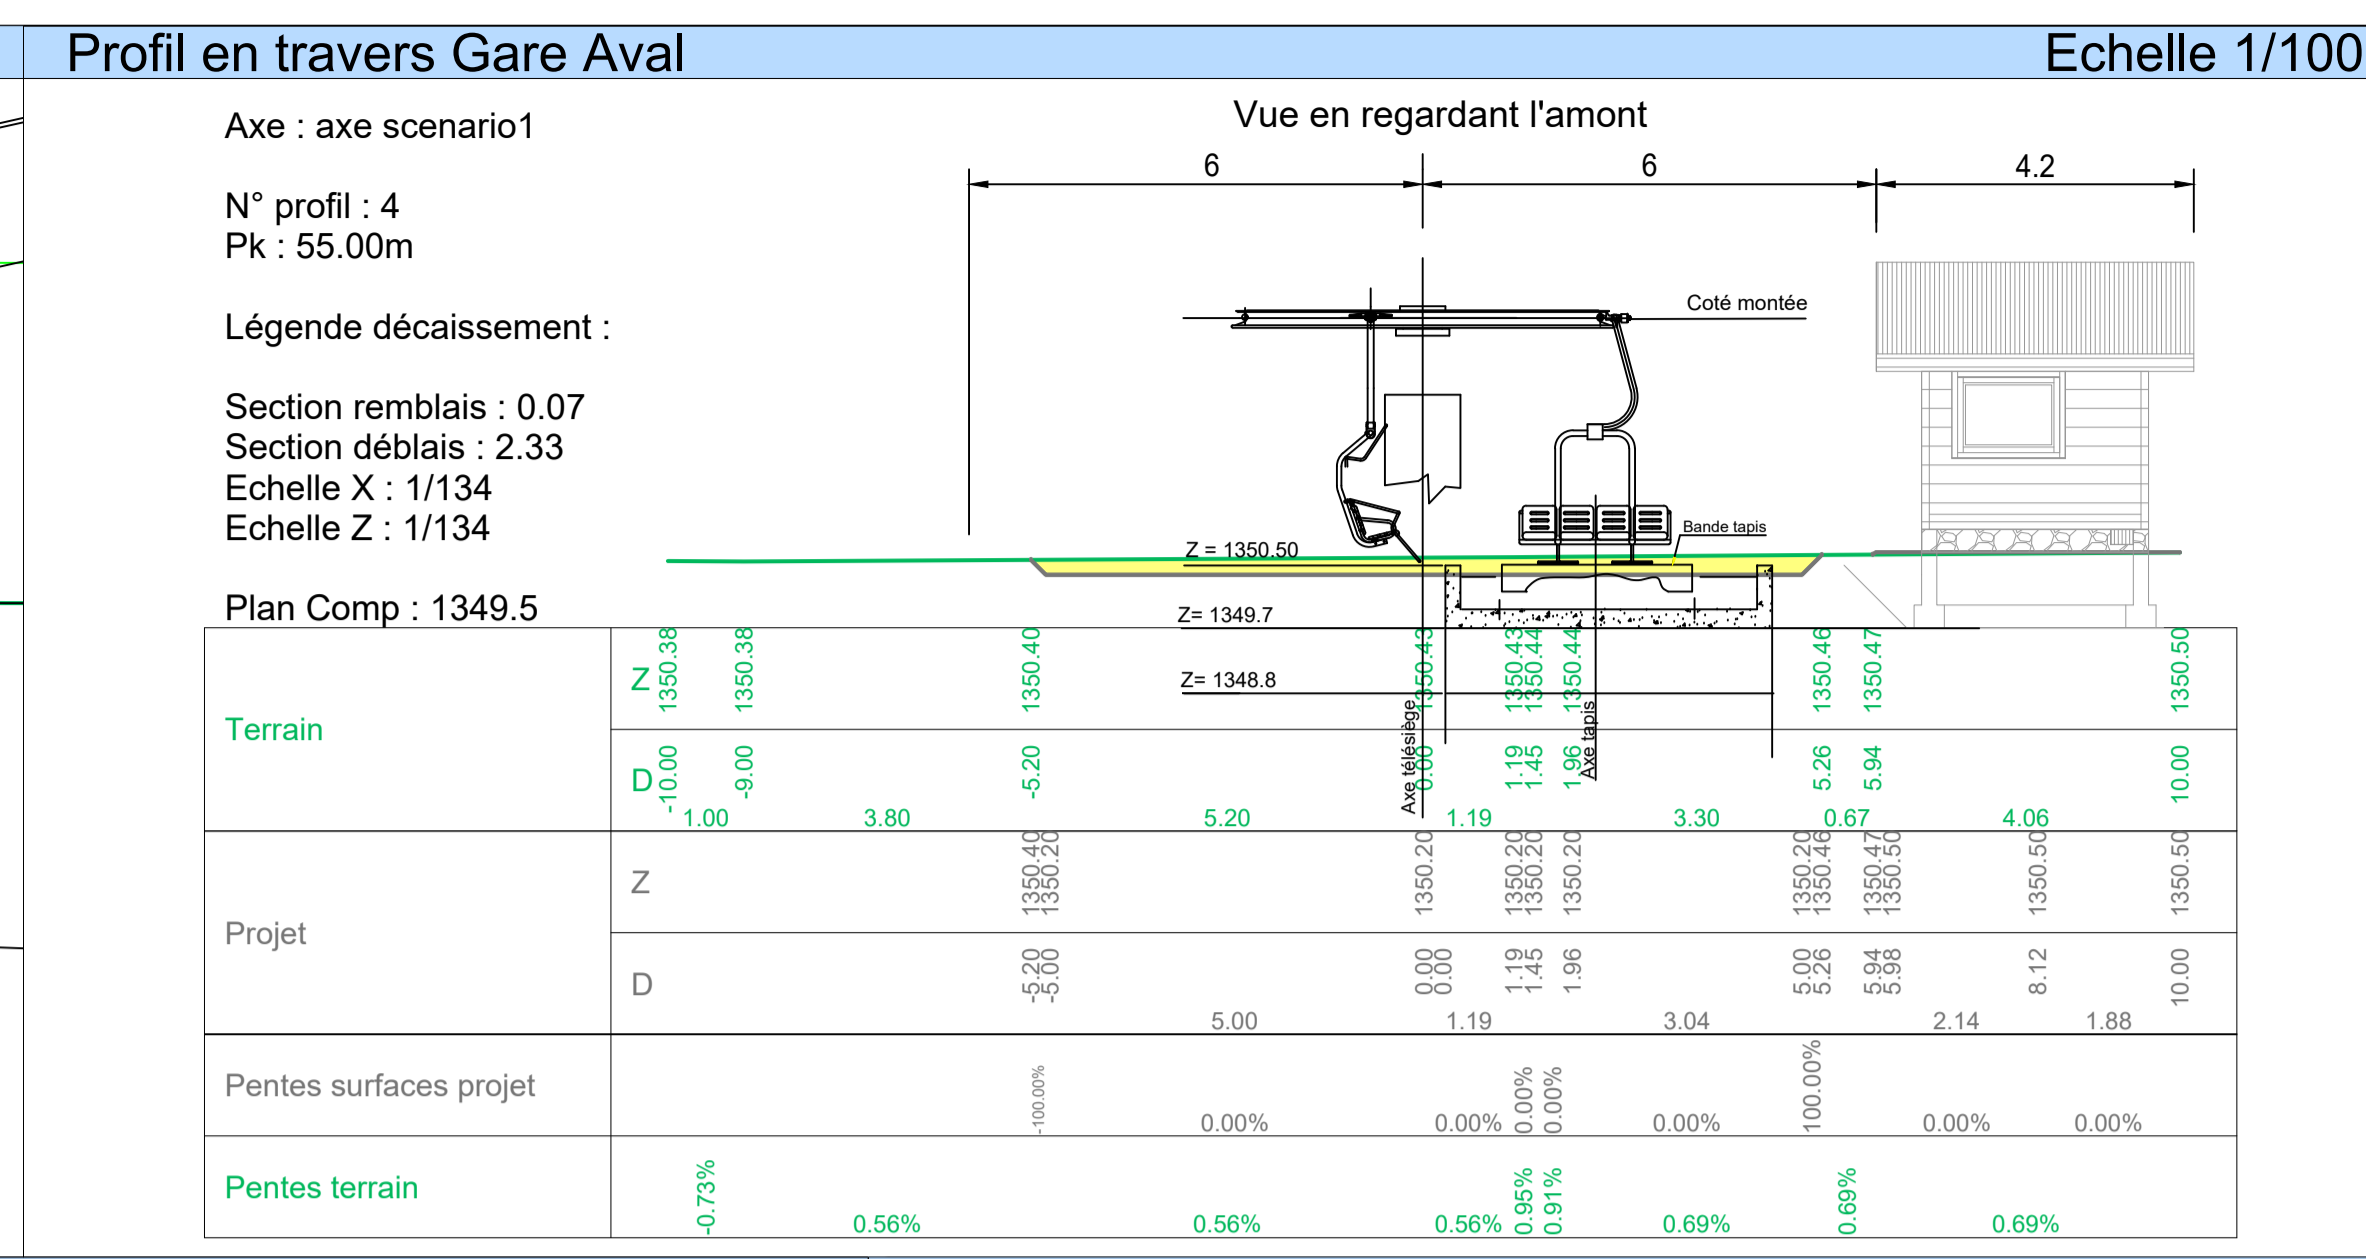 Profil en travers Gare Aval Echelle 1/100
Vue en regardant l'amont
Axe : axe scenario1
6 6 4.2
N° profil : 4
Pk : 55.00m
Légende décaissement :
Coté montée
Section remblais : 0.07
Section déblais : 2.33
Echelle X : 1/134
Echelle Z : 1/134
Bande tapis
Z = 1350.50
Plan Comp : 1349.5
Z= 1349.7
Z= 1348.8
Axe télésiège
Axe tapis
Terrain
Z 1350.38 1350.38 1350.40 1350.43 1350.43 1350.44 1350.44 1350.46 1350.47 1350.50
D -10.00 -9.00 -5.20 0.00 1.19 1.45 1.96 5.26 5.94 10.00
1.00 3.80 5.20 1.19 3.30 0.67 4.06
Projet
Z 1350.40 1350.20 1350.20 1350.20 1350.20 1350.20 1350.20 1350.46 1350.47 1350.50 1350.50 1350.50
D -5.20 -5.00 0.00 0.00 1.19 1.45 1.96 5.00 5.26 5.94 5.98 8.12 10.00
5.00 1.19 3.04 2.14 1.88
Pentes surfaces projet
-100.00% 0.00% 0.00% 0.00% 0.00% 0.00% 100.00% 0.00% 0.00%
Pentes terrain
-0.73% 0.56% 0.56% 0.56% 0.95% 0.91% 0.69% 0.69% 0.69%